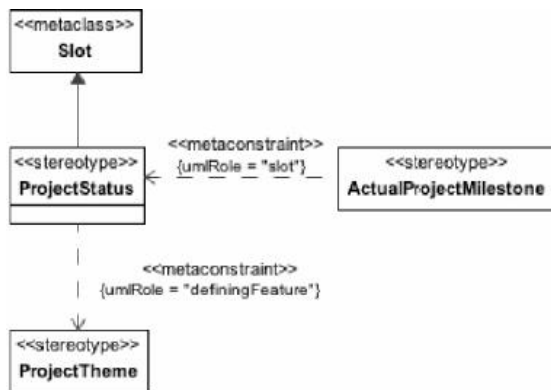 <<metaclass>>
Slot
<<metaconstraint>>
{umlRole = "slot"}
<<stereotype>>
ProjectStatus
<<stereotype>>
ActualProjectMilestone
<<metaconstraint>>
{umlRole = "definingFeature"}
<<stereotype>>
ProjectTheme